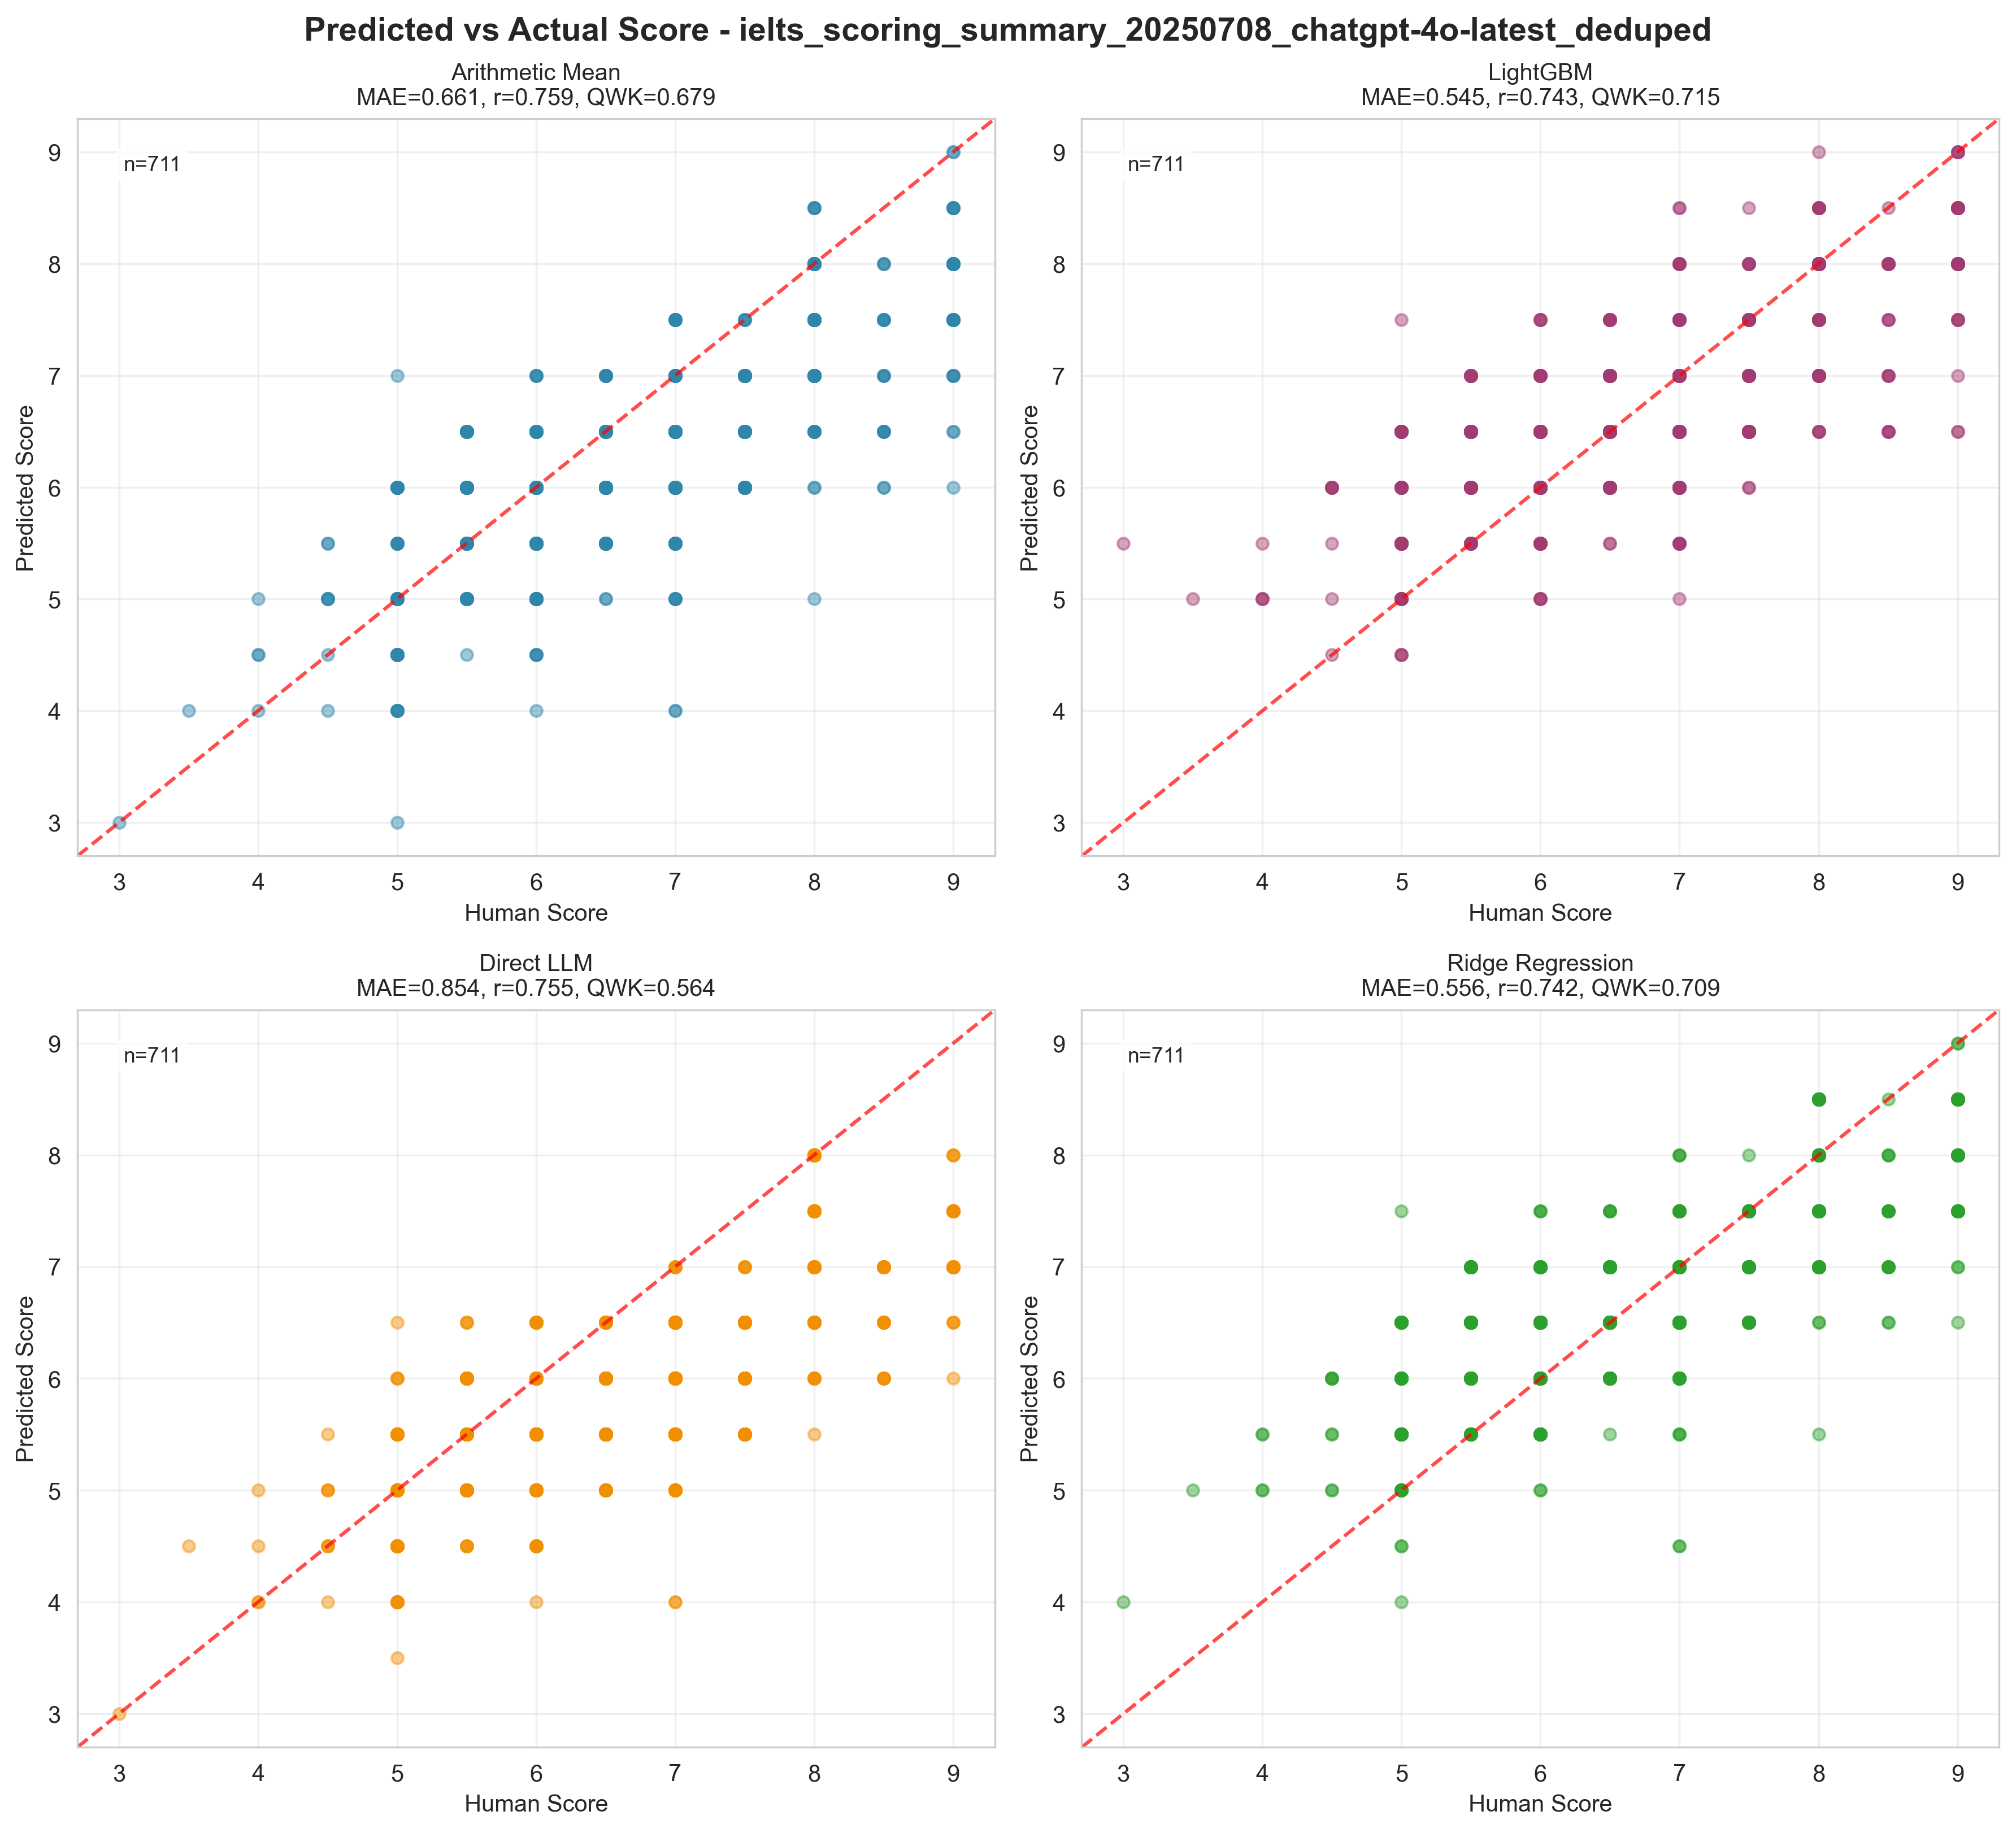 Predicted vs Actual Score - ielts_scoring_summary_20250708_chatgpt-4o-latest_deduped
Arithmetic Mean
MAE=0.661, r=0.759, QWK=0.679
n=711
9
8
7
6
5
4
3
Predicted Score
3 4 5 6 7 8 9
Human Score
LightGBM
MAE=0.545, r=0.743, QWK=0.715
n=711
9
8
7
6
5
4
3
Predicted Score
3 4 5 6 7 8 9
Human Score
Direct LLM
MAE=0.854, r=0.755, QWK=0.564
n=711
9
8
7
6
5
4
3
Predicted Score
3 4 5 6 7 8 9
Human Score
Ridge Regression
MAE=0.556, r=0.742, QWK=0.709
n=711
9
8
7
6
5
4
3
Predicted Score
3 4 5 6 7 8 9
Human Score